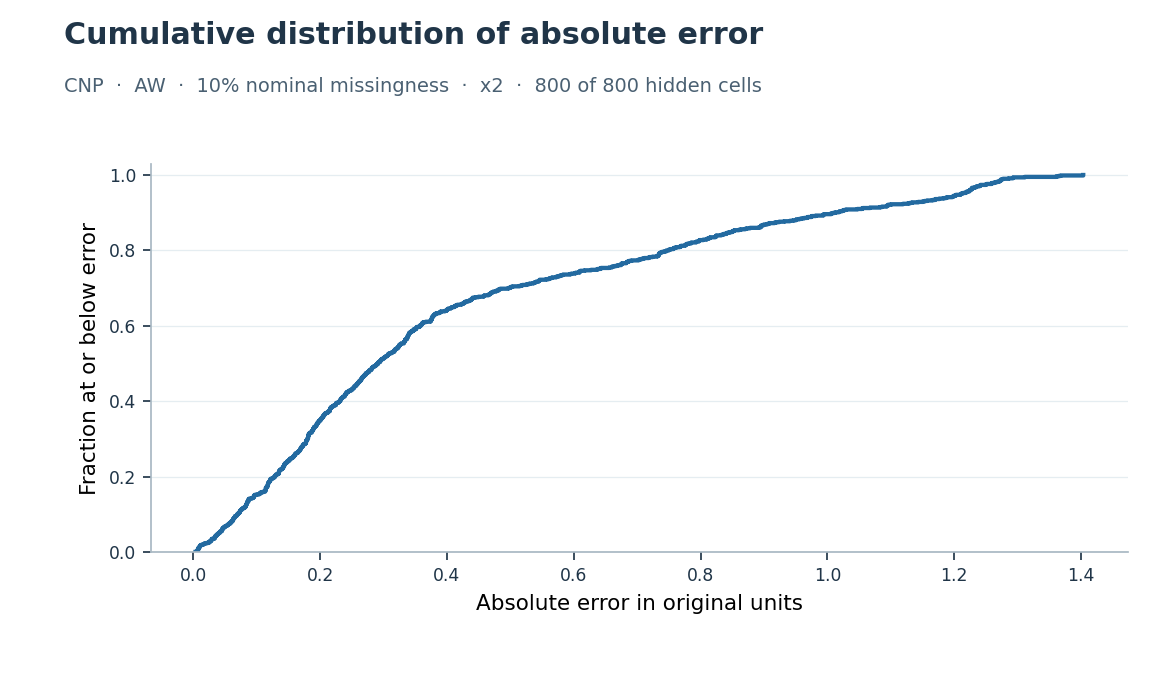 Cumulative distribution of absolute error
CNP · AW · 10% nominal missingness · x2 · 800 of 800 hidden cells
Fraction at or below error
1.0
0.8
0.6
0.4
0.2
0.0
0.0 0.2 0.4 0.6 0.8 1.0 1.2 1.4
Absolute error in original units